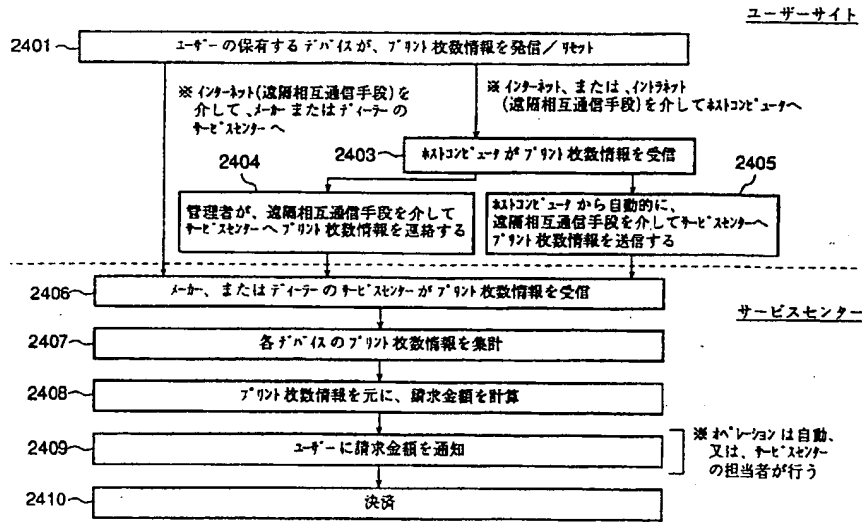 ユーザーサイト
2401
ユーザーの保有するデバイスが、プリント枚数情報を発信／リセット
※インターネット(遠隔相互通信手段)を
介して、メーカーまたはディーラーの
サービスセンターへ
※インターネット、または、イントラネット
(遠隔相互通信手段)を介してホストコンピュータへ
2403
ホストコンピュータがプリント枚数情報を受信
2404
管理者が、遠隔相互通信手段を介して
サービスセンターへプリント枚数情報を連絡する
2405
ホストコンピュータから自動的に、
遠隔相互通信手段を介してサービスセンターへ
プリント枚数情報を送信する
2406
メーカー、またはディーラーのサービスセンターがプリント枚数情報を受信
サービスセンター
2407
各デバイスのプリント枚数情報を集計
2408
プリント枚数情報を元に、請求金額を計算
2409
ユーザーに請求金額を通知
※オペレーションは自動、
又は、サービスセンター
の担当者が行う
2410
決済